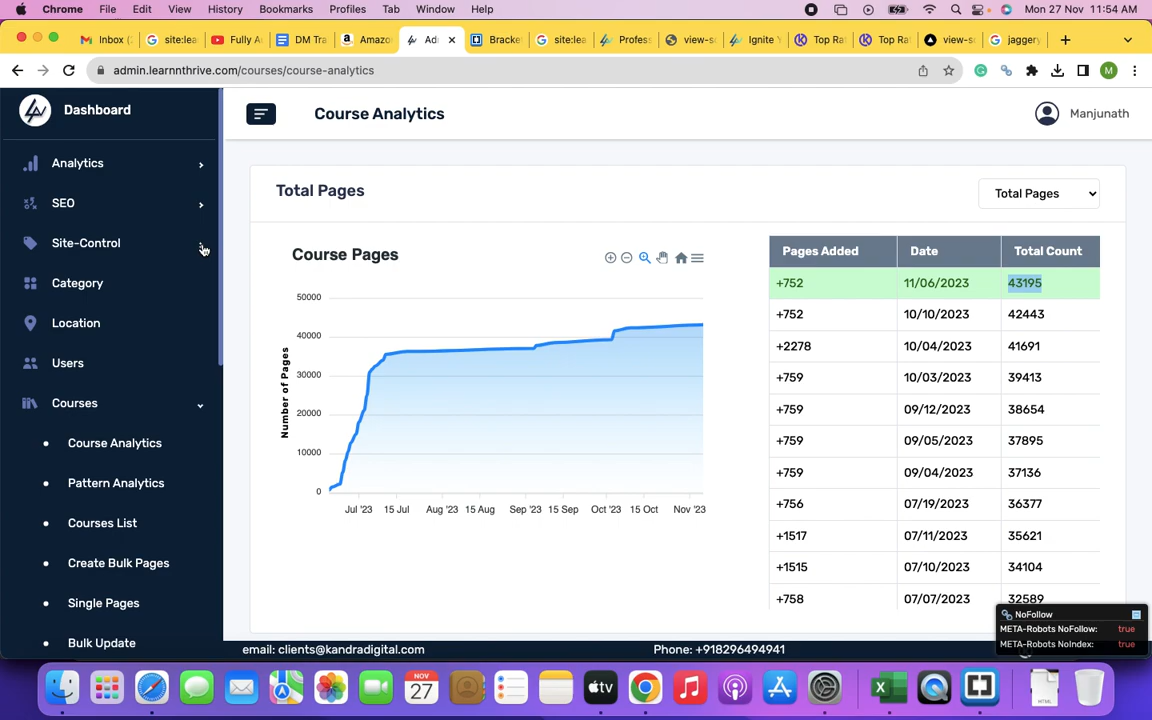 Chrome File Edit View History Bookmarks Profiles Tab Window Help Mon 27 Nov 11:54 AM
Inbox ( site:lea Fully A DM Tra Amazo Ad Bracke site:lea Profes view-s Ignite Y Top Ra Top Ra view-s jaggery
admin.learnnthrive.com/courses/course-analytics M
Dashboard
Course Analytics
Manjunath
Analytics
SEO
Site-Control
Category
Location
Users
Courses
Course Analytics
Pattern Analytics
Courses List
Create Bulk Pages
Single Pages
Bulk Update
Total Pages
Total Pages
Course Pages
Number of Pages
50000
40000
30000
20000
10000
0
Jul '23 15 Jul Aug '23 15 Aug Sep '23 15 Sep Oct '23 15 Oct Nov '23
Pages Added Date Total Count
+752 11/06/2023 43195
+752 10/10/2023 42443
+2278 10/04/2023 41691
+759 10/03/2023 39413
+759 09/12/2023 38654
+759 09/05/2023 37895
+759 09/04/2023 37136
+756 07/19/2023 36377
+1517 07/11/2023 35621
+1515 07/10/2023 34104
+758 07/07/2023 32589
NoFollow
META-Robots NoFollow: true
META-Robots NoIndex: true
email: clients@kandradigital.com Phone: +918296494941
NOV
27
tv
X
HTML